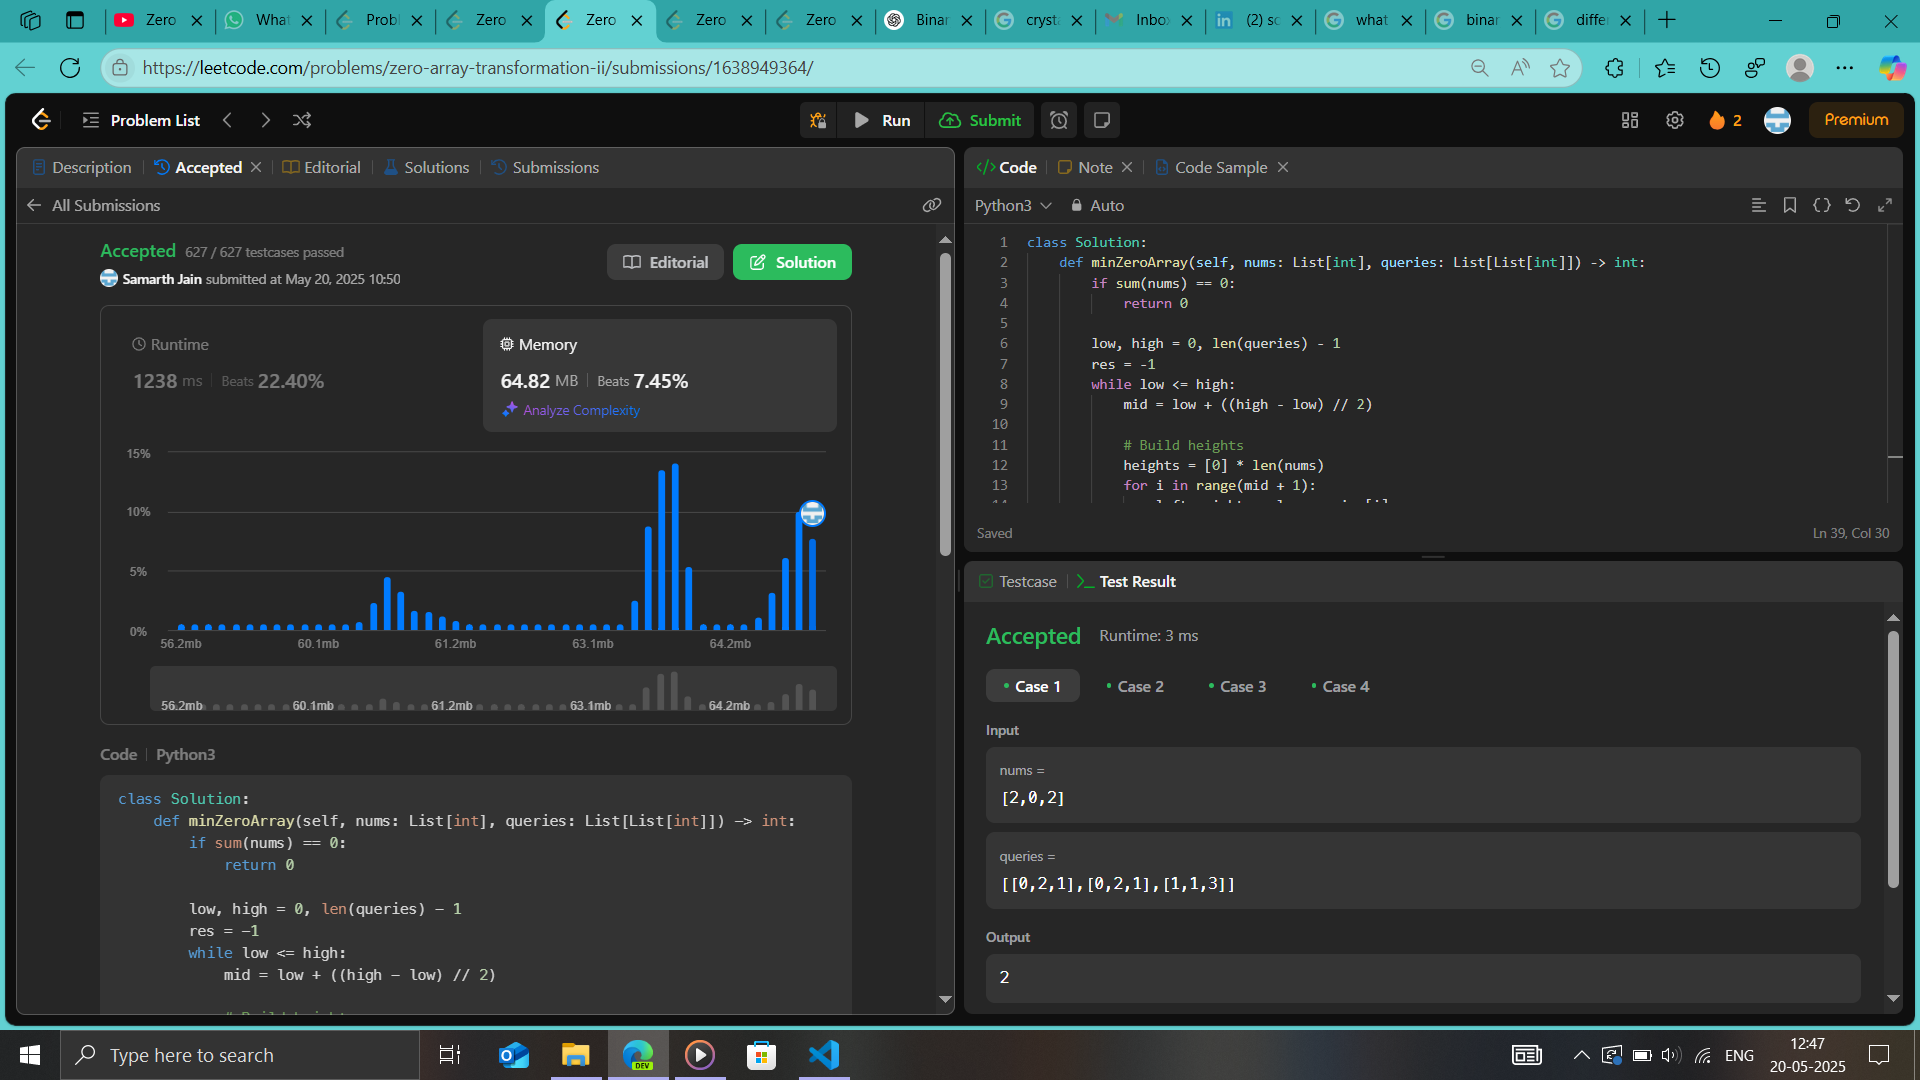 Zero
What
Probl
Zero
Zero
Zero
Zero
Binar
crysta
Inbox
(2) so
what
binar
differ
https://leetcode.com/problems/zero-array-transformation-ii/submissions/1638949364/
Problem List
Run
Submit
2
Premium
Description
Accepted
Editorial
Solutions
Submissions
All Submissions
Accepted 627 / 627 testcases passed
Samarth Jain submitted at May 20, 2025 10:50
Editorial
Solution
Runtime
1238 ms Beats 22.40%
Memory
64.82 MB Beats 7.45%
Analyze Complexity
15%
10%
5%
0%
56.2mb 60.1mb 61.2mb 63.1mb 64.2mb
56.2mb 60.1mb 61.2mb 63.1mb 64.2mb
Code Python3
class Solution:
def minZeroArray(self, nums: List[int], queries: List[List[int]]) -> int:
if sum(nums) == 0:
return 0
low, high = 0, len(queries) - 1
res = -1
while low <= high:
mid = low + ((high - low) // 2)
Code
Note
Code Sample
Python3
Auto
1 class Solution:
2 def minZeroArray(self, nums: List[int], queries: List[List[int]]) -> int:
3 if sum(nums) == 0:
4 return 0
5
6 low, high = 0, len(queries) - 1
7 res = -1
8 while low <= high:
9 mid = low + ((high - low) // 2)
10
11 # Build heights
12 heights = [0] * len(nums)
13 for i in range(mid + 1):
Saved
Ln 39, Col 30
Testcase
Test Result
Accepted Runtime: 3 ms
Case 1
Case 2
Case 3
Case 4
Input
nums =
[2,0,2]
queries =
[[0,2,1],[0,2,1],[1,1,3]]
Output
2
Type here to search
DEV
ENG
12:47
20-05-2025